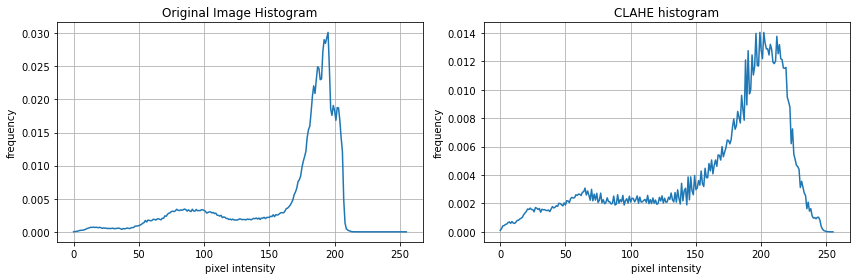 Original Image Histogram
0.030
0.025
0.020
0.015
0.010
0.005
0.000
frequency
0 50 100 150 200 250
pixel intensity
CLAHE histogram
0.014
0.012
0.010
0.008
0.006
0.004
0.002
0.000
frequency
0 50 100 150 200 250
pixel intensity